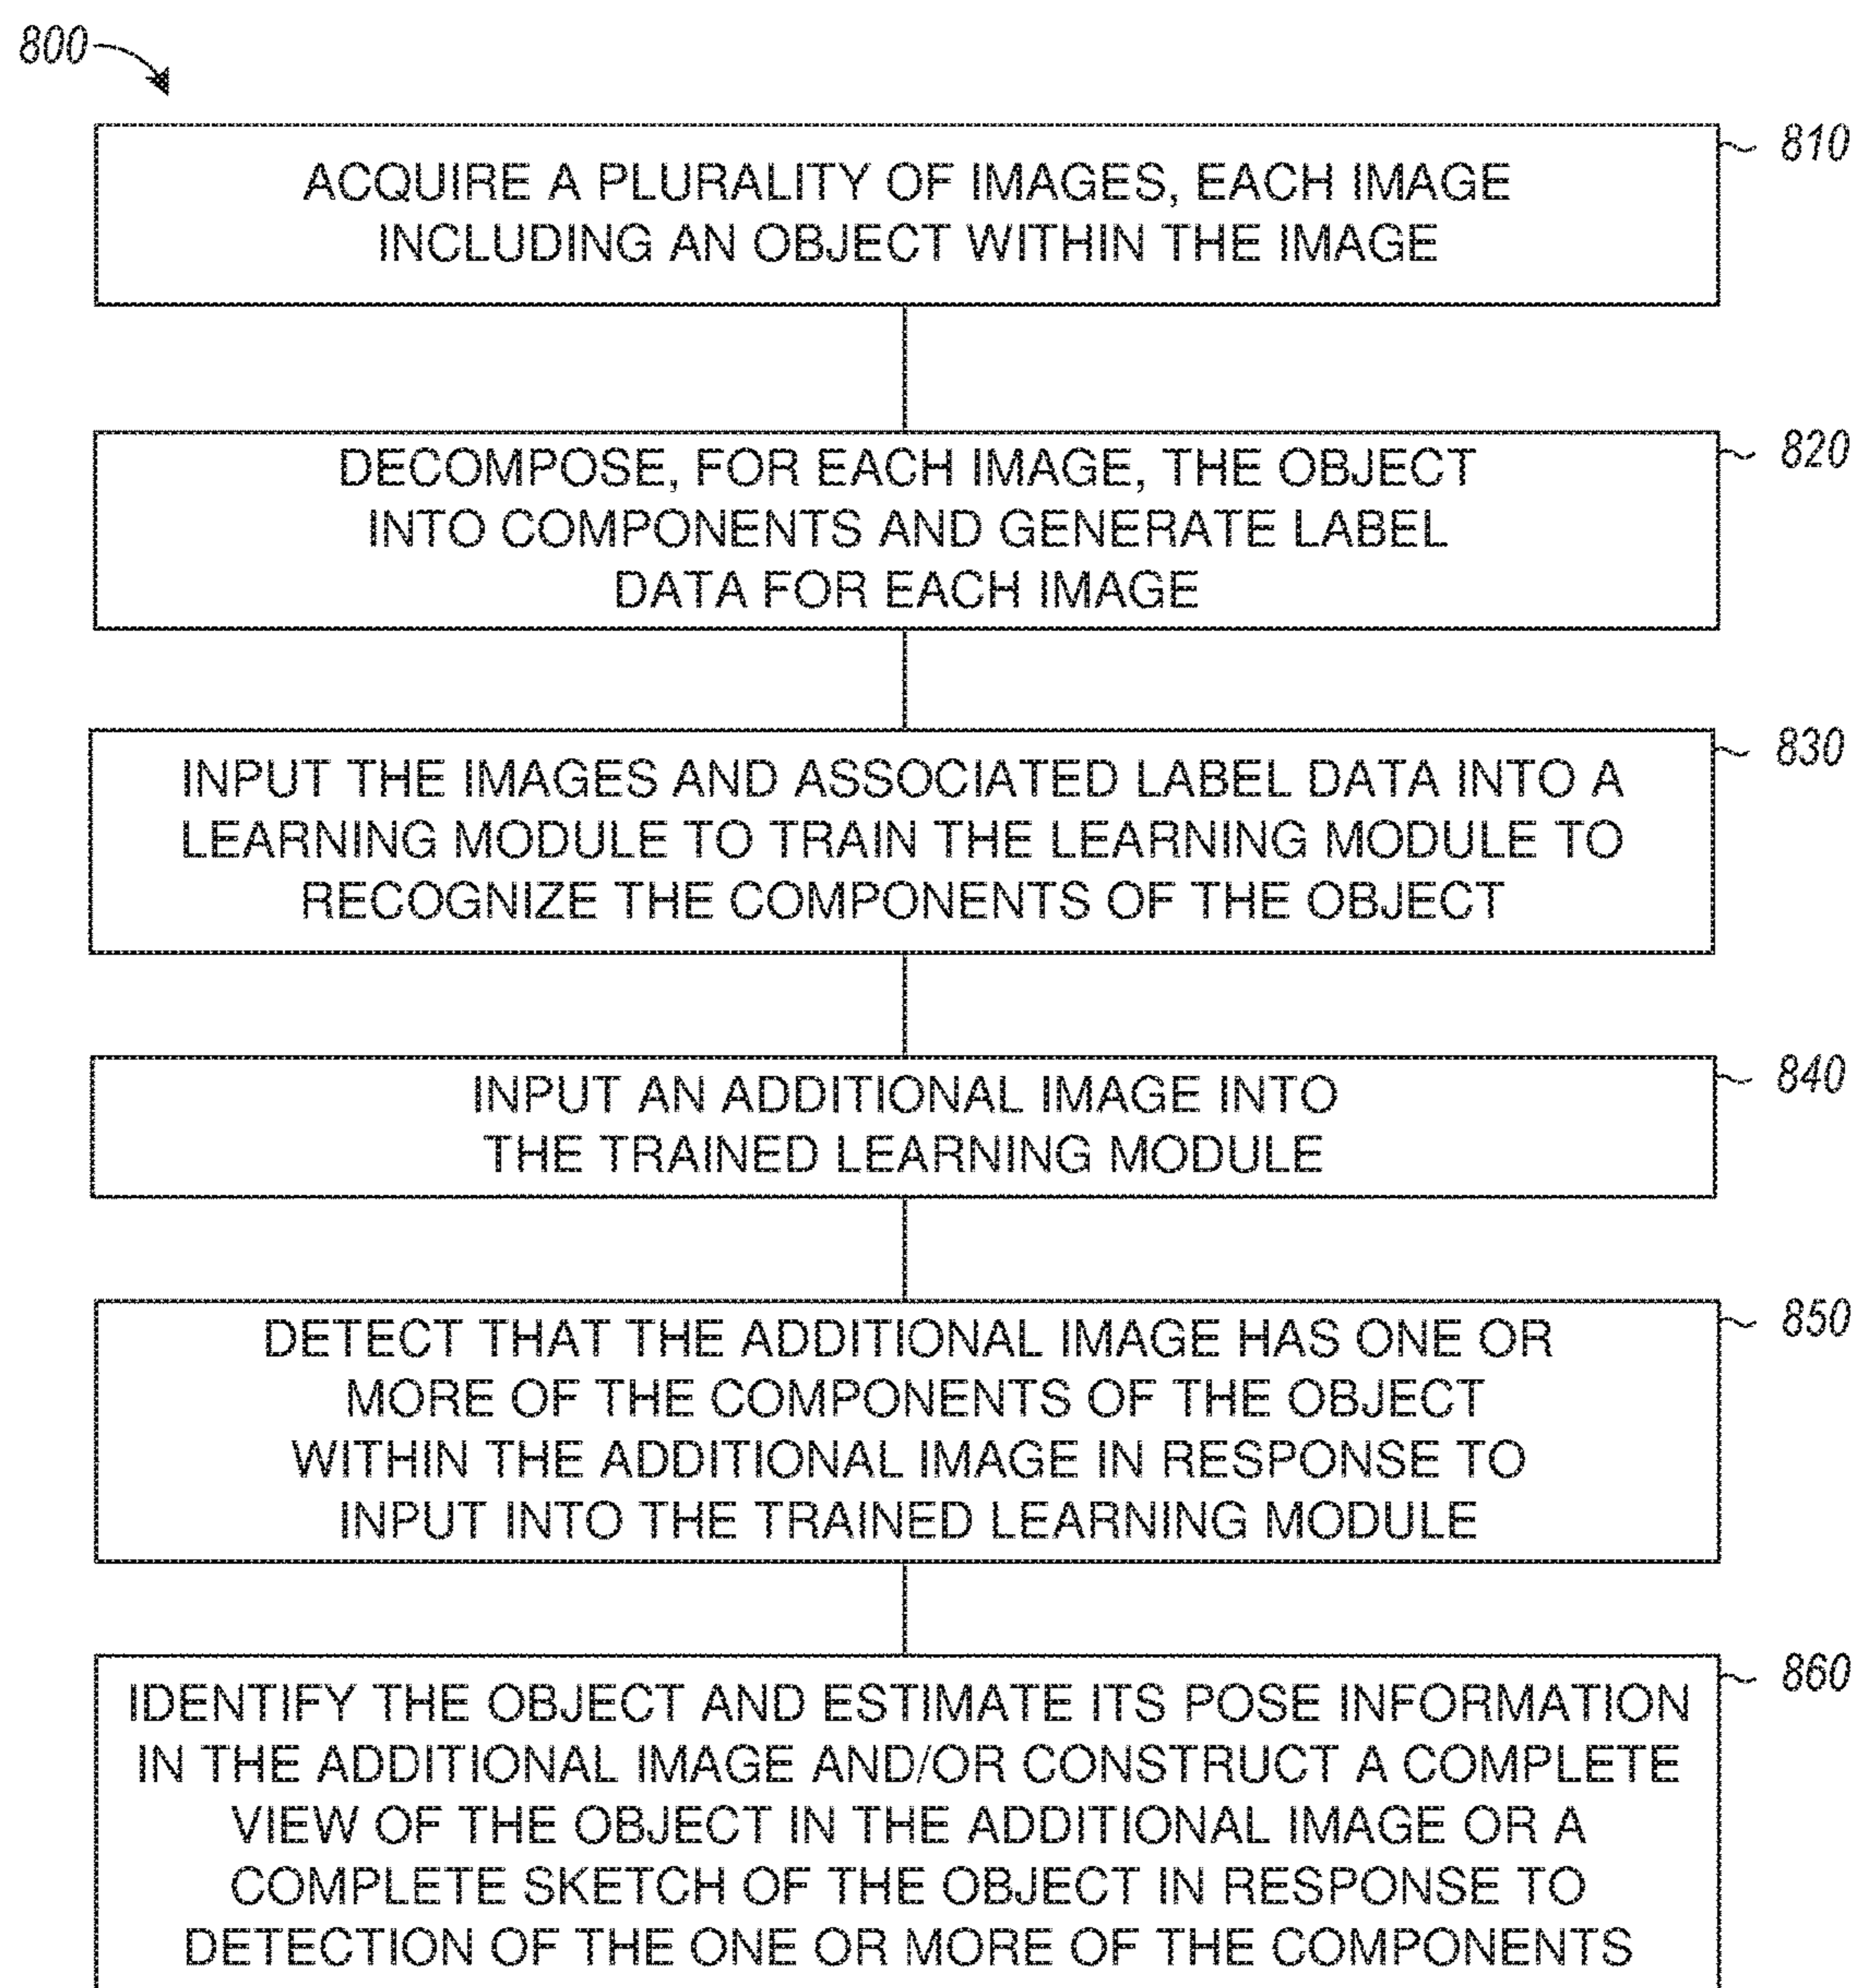 800
810
ACQUIRE A PLURALITY OF IMAGES, EACH IMAGE
INCLUDING AN OBJECT WITHIN THE IMAGE
820
DECOMPOSE, FOR EACH IMAGE, THE OBJECT
INTO COMPONENTS AND GENERATE LABEL
DATA FOR EACH IMAGE
830
INPUT THE IMAGES AND ASSOCIATED LABEL DATA INTO A
LEARNING MODULE TO TRAIN THE LEARNING MODULE TO
RECOGNIZE THE COMPONENTS OF THE OBJECT
840
INPUT AN ADDITIONAL IMAGE INTO
THE TRAINED LEARNING MODULE
850
DETECT THAT THE ADDITIONAL IMAGE HAS ONE OR
MORE OF THE COMPONENTS OF THE OBJECT
WITHIN THE ADDITIONAL IMAGE IN RESPONSE TO
INPUT INTO THE TRAINED LEARNING MODULE
860
IDENTIFY THE OBJECT AND ESTIMATE ITS POSE INFORMATION
IN THE ADDITIONAL IMAGE AND/OR CONSTRUCT A COMPLETE
VIEW OF THE OBJECT IN THE ADDITIONAL IMAGE OR A
COMPLETE SKETCH OF THE OBJECT IN RESPONSE TO
DETECTION OF THE ONE OR MORE OF THE COMPONENTS